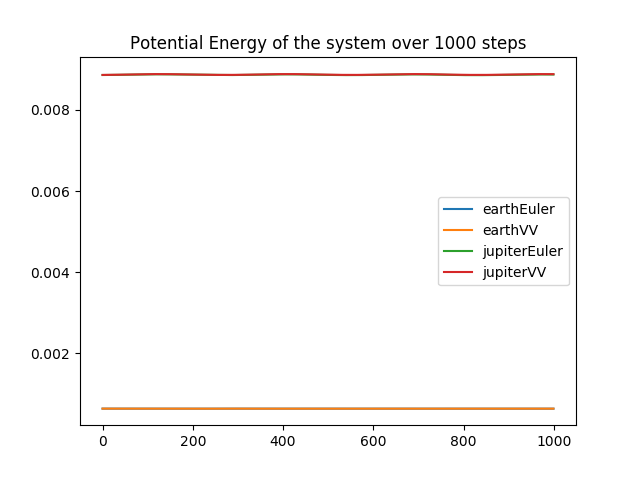 Potential Energy of the system over 1000 steps
0.008
0.006
0.004
0.002
earthEuler
earthVV
jupiterEuler
jupiterVV
0 200 400 600 800 1000